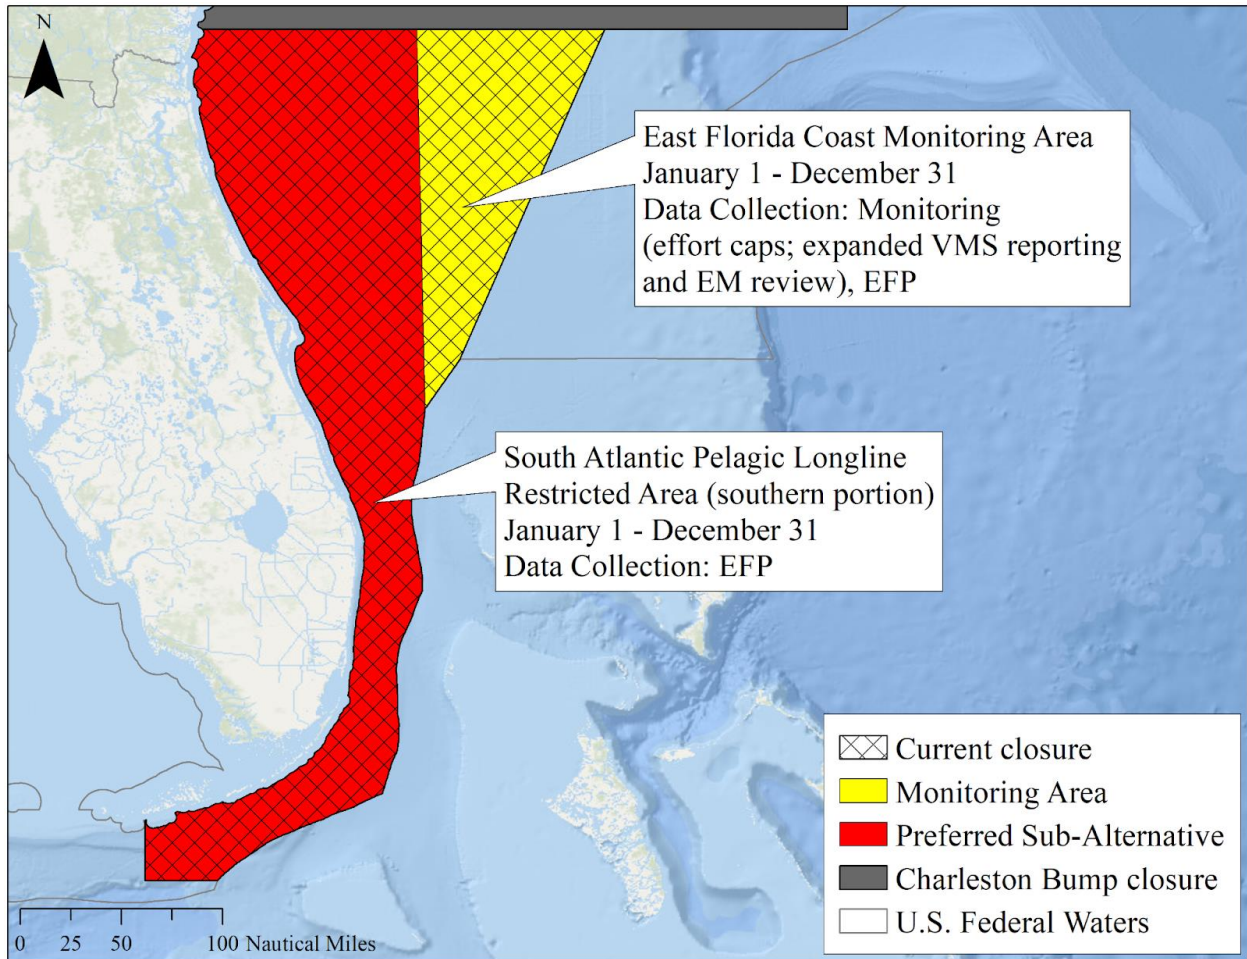 N
East Florida Coast Monitoring Area
January 1 - December 31
Data Collection: Monitoring
(effort caps; expanded VMS reporting
and EM review), EFP
South Atlantic Pelagic Longline
Restricted Area (southern portion)
January 1 - December 31
Data Collection: EFP
Current closure
Monitoring Area
Preferred Sub-Alternative
Charleston Bump closure
U.S. Federal Waters
0 25 50 100 Nautical Miles